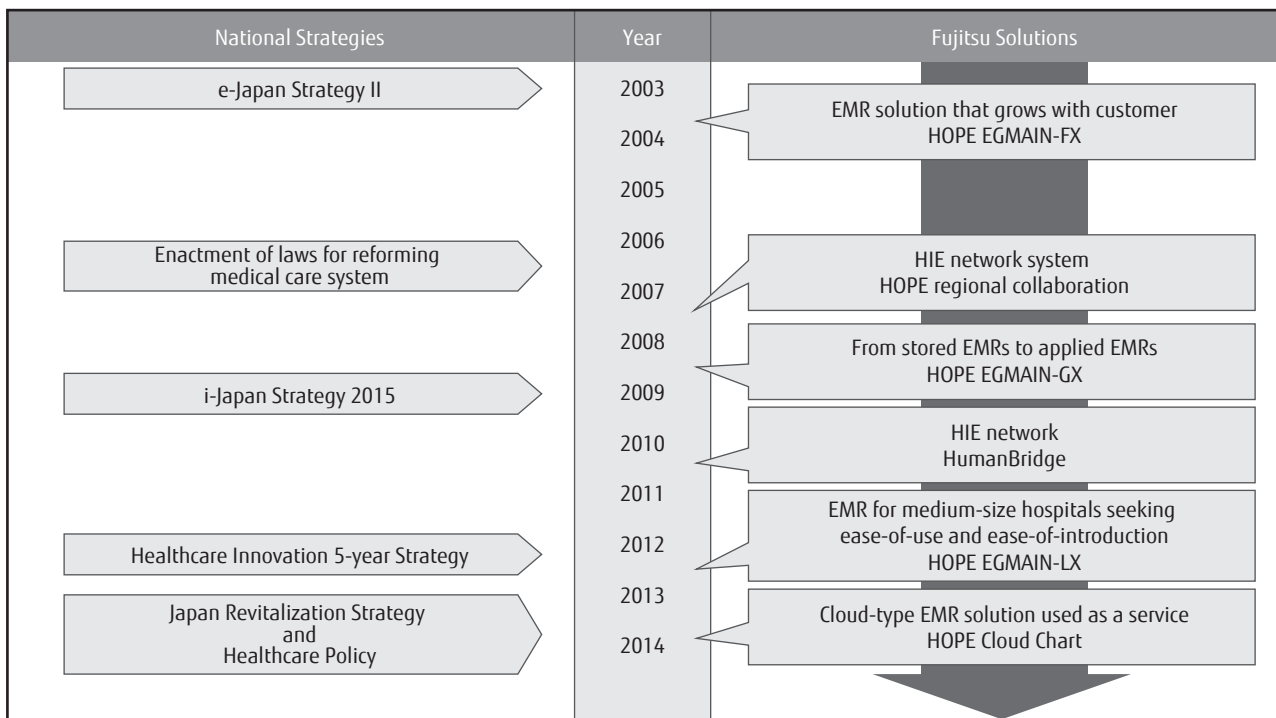 National Strategies
Year
Fujitsu Solutions
e-Japan Strategy II
2003
EMR solution that grows with customer
HOPE EGMAIN-FX
2004
2005
Enactment of laws for reforming
medical care system
2006
HIE network system
HOPE regional collaboration
2007
2008
From stored EMRs to applied EMRs
HOPE EGMAIN-GX
i-Japan Strategy 2015
2009
2010
HIE network
HumanBridge
2011
EMR for medium-size hospitals seeking
ease-of-use and ease-of-introduction
HOPE EGMAIN-LX
Healthcare Innovation 5-year Strategy
2012
2013
Japan Revitalization Strategy
and
Healthcare Policy
2014
Cloud-type EMR solution used as a service
HOPE Cloud Chart